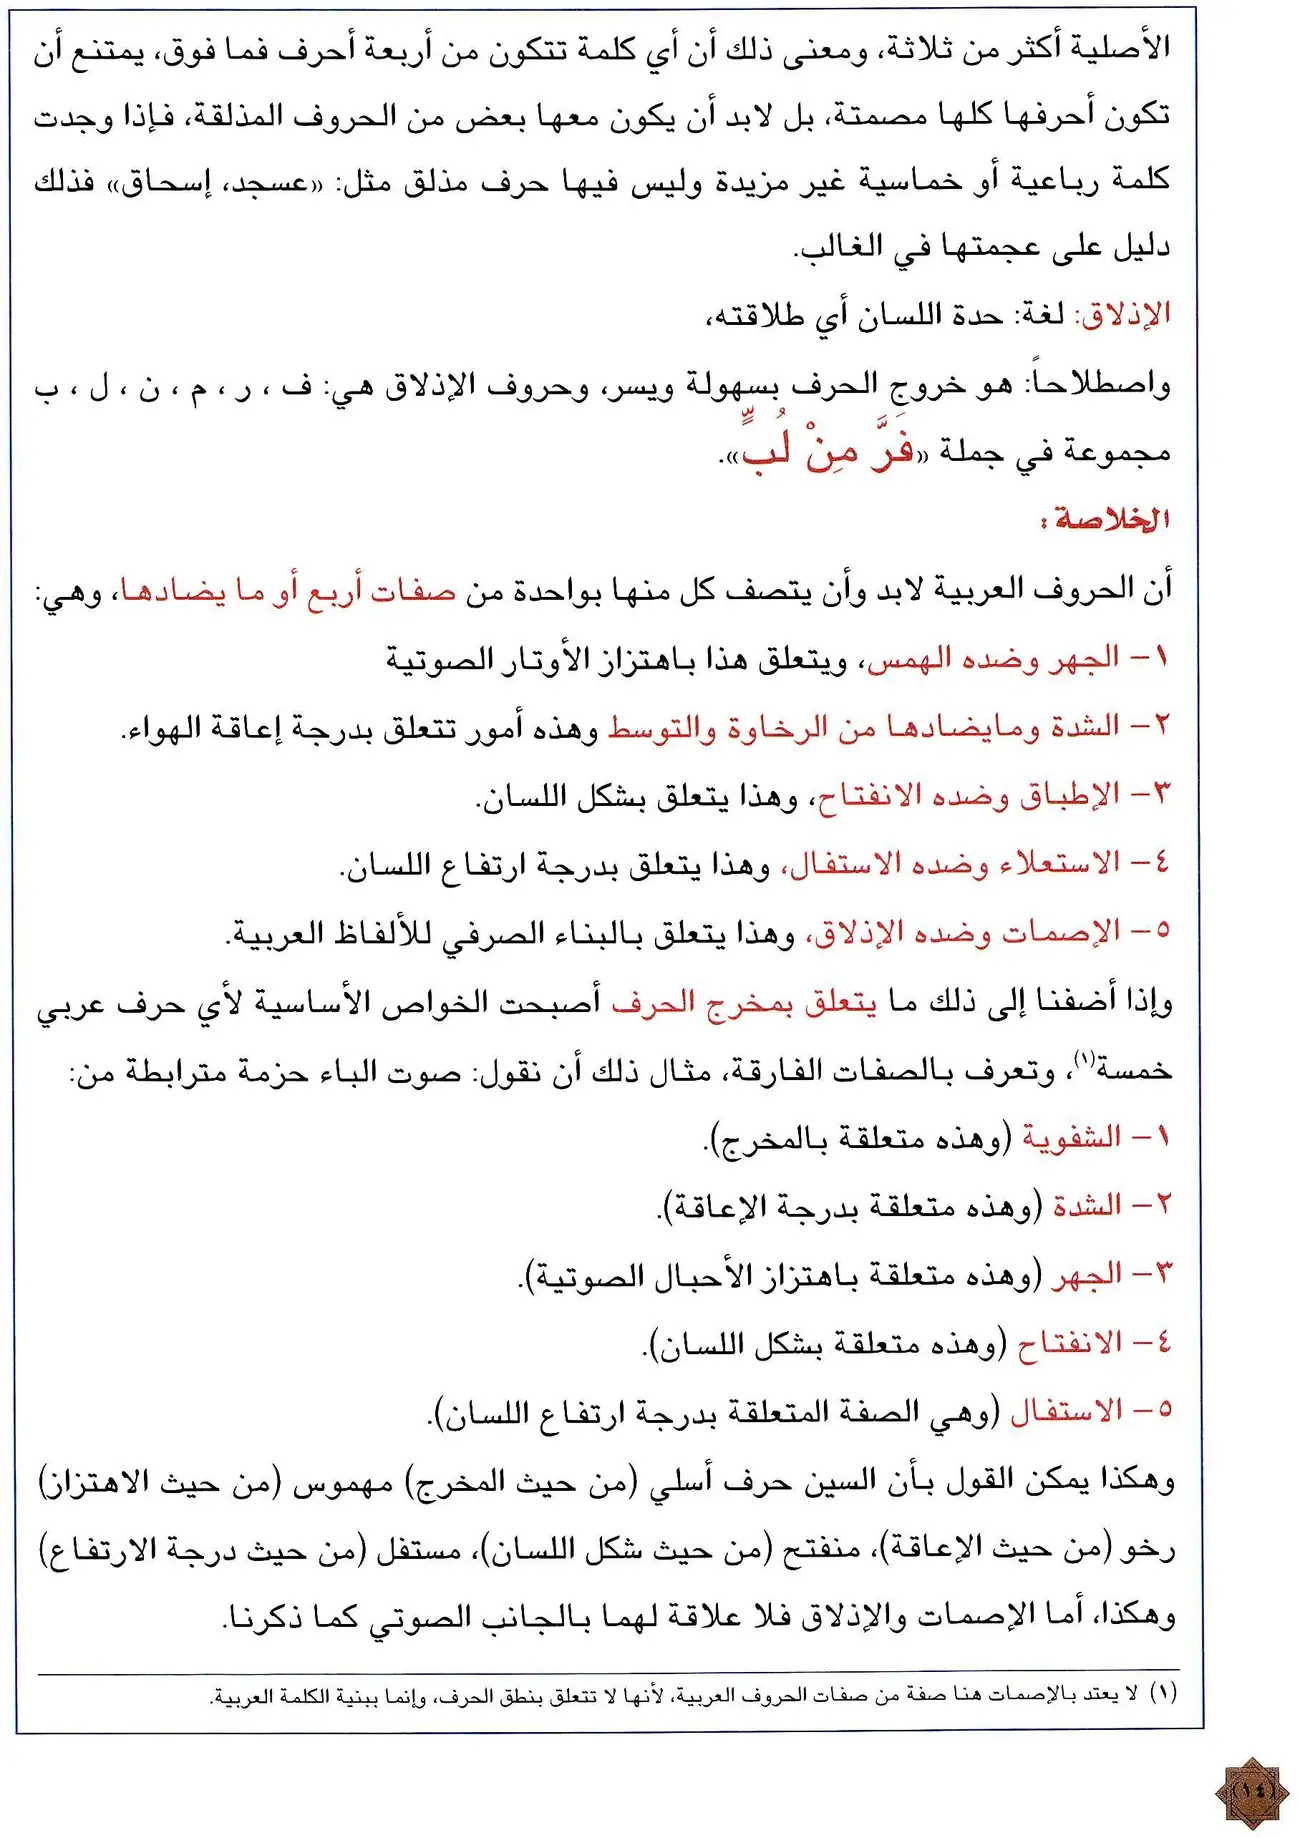 الأصلية أكثر من ثلاثة، ومعنى ذلك أن أي كلمة تتكون من أربعة أحرف فما فوق، يمتنع أن
تكون أحرفها كلها مصمتة، بل لابد أن يكون معها بعض من الحروف المذلقة، فإذا وجدت
كلمة رباعية أو خماسية غير مزيدة وليس فيها حرف مذلق مثل: «عسجد، إسحاق» فذلك
دليل على عجمتها في الغالب.
الإذلاق: لغة: حدة اللسان أي طلاقته،
واصطلاحاً: هو خروج الحرف بسهولة ويسر، وحروف الإذلاق هي: ف ، ر ، م ، ن ، ل ، ب
مجموعة في جملة «فَرَّ مِنْ لُبٍّ».
الخلاصة :
أن الحروف العربية لابد وأن يتصف كل منها بواحدة من صفات أربع أو ما يضادها، وهي:
١- الجهر وضده الهمس، ويتعلق هذا باهتزاز الأوتار الصوتية
٢- الشدة ومايضادها من الرخاوة والتوسط وهذه أمور تتعلق بدرجة إعاقة الهواء.
٣- الإطباق وضده الانفتاح، وهذا يتعلق بشكل اللسان.
٤- الاستعلاء وضده الاستفال، وهذا يتعلق بدرجة ارتفاع اللسان.
٥- الإصمات وضده الإذلاق، وهذا يتعلق بالبناء الصرفي للألفاظ العربية.
وإذا أضفنا إلى ذلك ما يتعلق بمخرج الحرف أصبحت الخواص الأساسية لأي حرف عربي
خمسة(١)، وتعرف بالصفات الفارقة، مثال ذلك أن نقول: صوت الباء حزمة مترابطة من:
١- الشفوية (وهذه متعلقة بالمخرج).
٢- الشدة (وهذه متعلقة بدرجة الإعاقة).
٣- الجهر (وهذه متعلقة باهتزاز الأحبال الصوتية).
٤- الانفتاح (وهذه متعلقة بشكل اللسان).
٥- الاستفال (وهي الصفة المتعلقة بدرجة ارتفاع اللسان).
وهكذا يمكن القول بأن السين حرف أسلي (من حيث المخرج) مهموس (من حيث الاهتزاز)
رخو (من حيث الإعاقة)، منفتح (من حيث شكل اللسان)، مستفل (من حيث درجة الارتفاع)
وهكذا، أما الإصمات والإذلاق فلا علاقة لهما بالجانب الصوتي كما ذكرنا.
(١) لا يعتد بالإصمات هنا صفة من صفات الحروف العربية، لأنها لا تتعلق بنطق الحرف، وإنما ببنية الكلمة العربية.
(١٤)